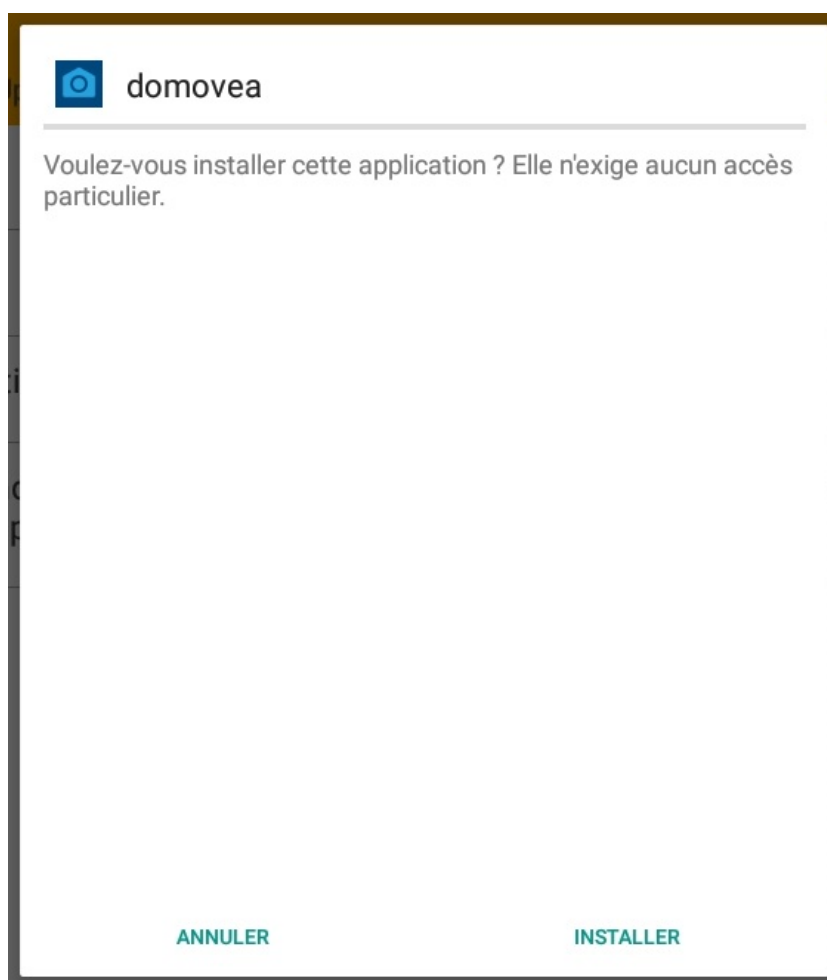 domovea
Voulez-vous installer cette application ? Elle n'exige aucun accès
particulier.
ANNULER
INSTALLER